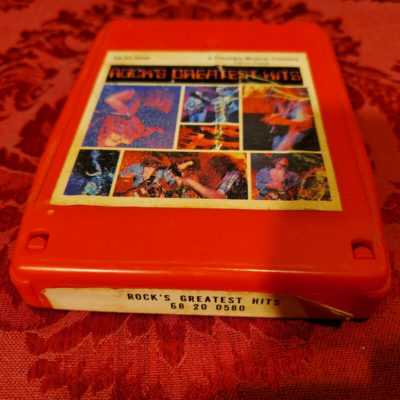 A Columbia Musical Treasury
ROCK'S GREATEST HITS
ROCK'S GREATEST HITS
68 20 0580